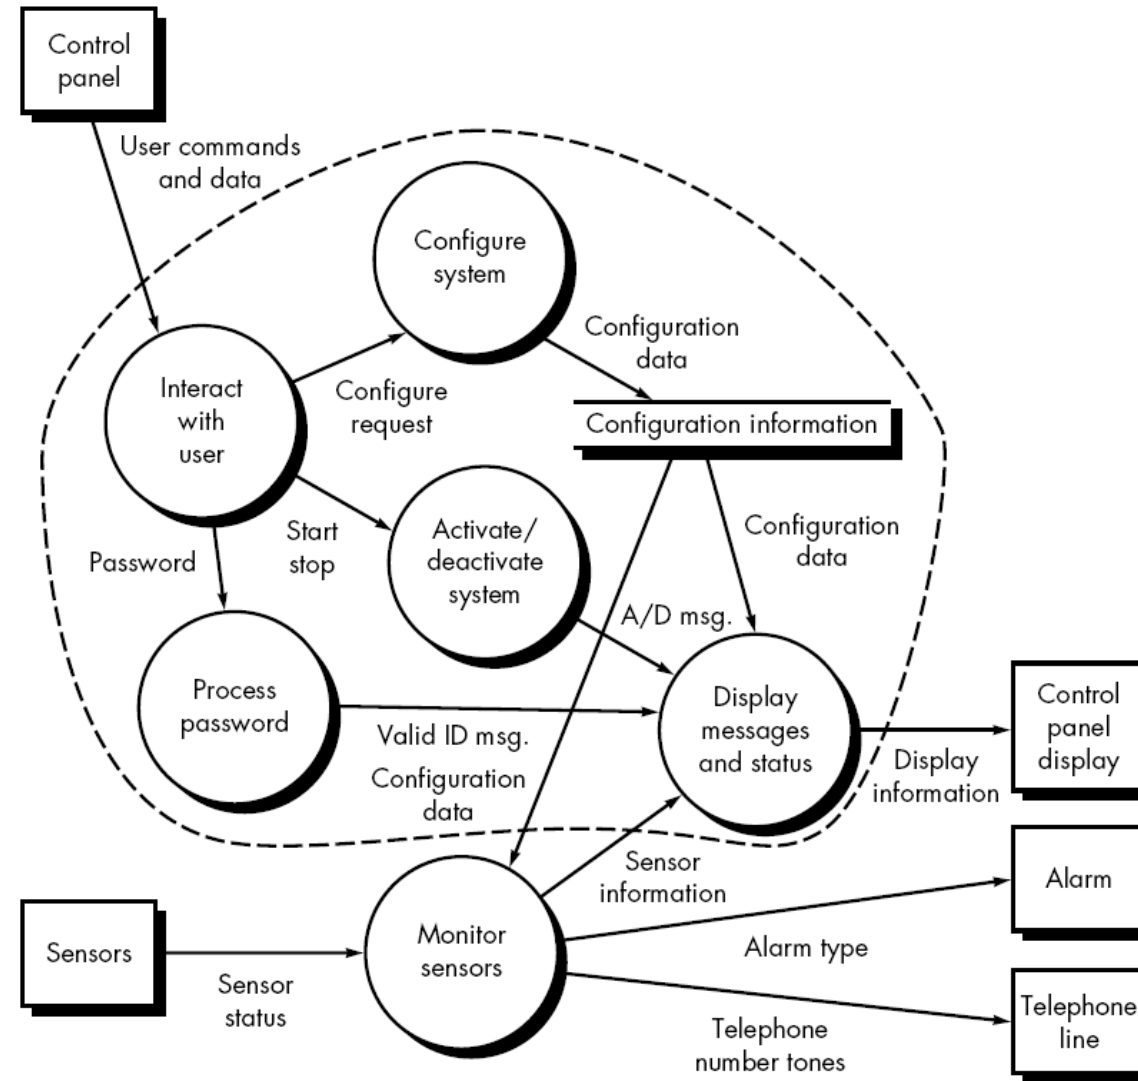 Control
panel
User commands
and data
Configure
system
Configuration
data
Interact
with
user
Configure
request
Configuration information
Start
stop
Activate/
deactivate
system
Configuration
data
Password
A/D msg.
Process
password
Valid ID msg.
Display
messages
and status
Control
panel
display
Display
information
Configuration
data
Sensor
information
Alarm
Sensors
Sensor
status
Monitor
sensors
Alarm type
Telephone
line
Telephone
number tones